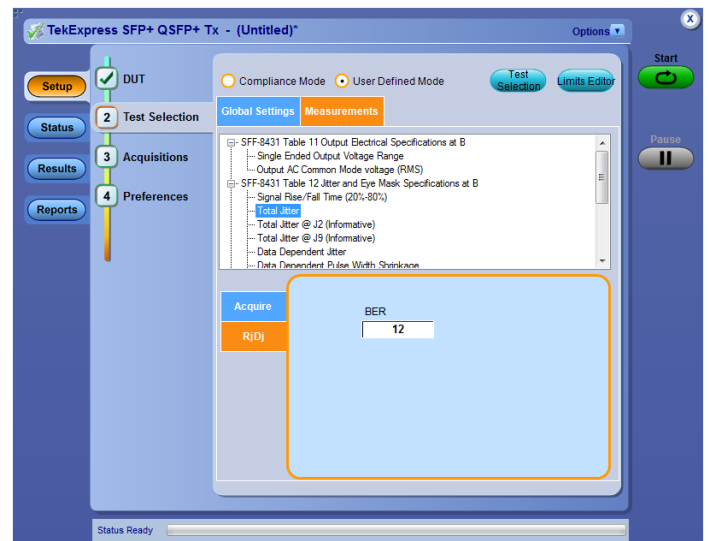 TekExpress SFP+ QSFP+ Tx - (Untitled)*
Options
x
Start
Pause
Setup
Status
Results
Reports
DUT
2 Test Selection
3 Acquisitions
4 Preferences
Compliance Mode
User Defined Mode
Test Selection
Limits Editor
Global Settings
Measurements
SFF-8431 Table 11 Output Electrical Specifications at B
Single Ended Output Voltage Range
Output AC Common Mode voltage (RMS)
SFF-8431 Table 12 Jitter and Eye Mask Specifications at B
Signal Rise/Fall Time (20%-80%)
Total Jitter
Total Jitter @ J2 (Informative)
Total Jitter @ J9 (Informative)
Data Dependent Jitter
Data Dependent Pulse Width Shrinkage
Acquire
RjDj
BER
12
Status Ready